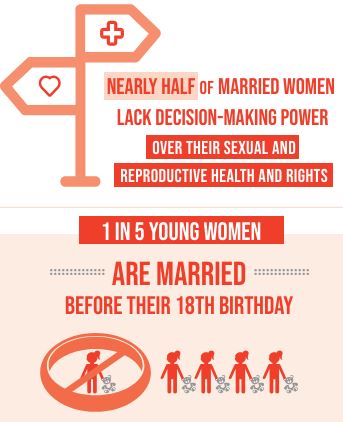 NEARLY HALF OF MARRIED WOMEN
LACK DECISION-MAKING POWER
OVER THEIR SEXUAL AND
REPRODUCTIVE HEALTH AND RIGHTS
1 IN 5 YOUNG WOMEN
ARE MARRIED
BEFORE THEIR 18TH BIRTHDAY